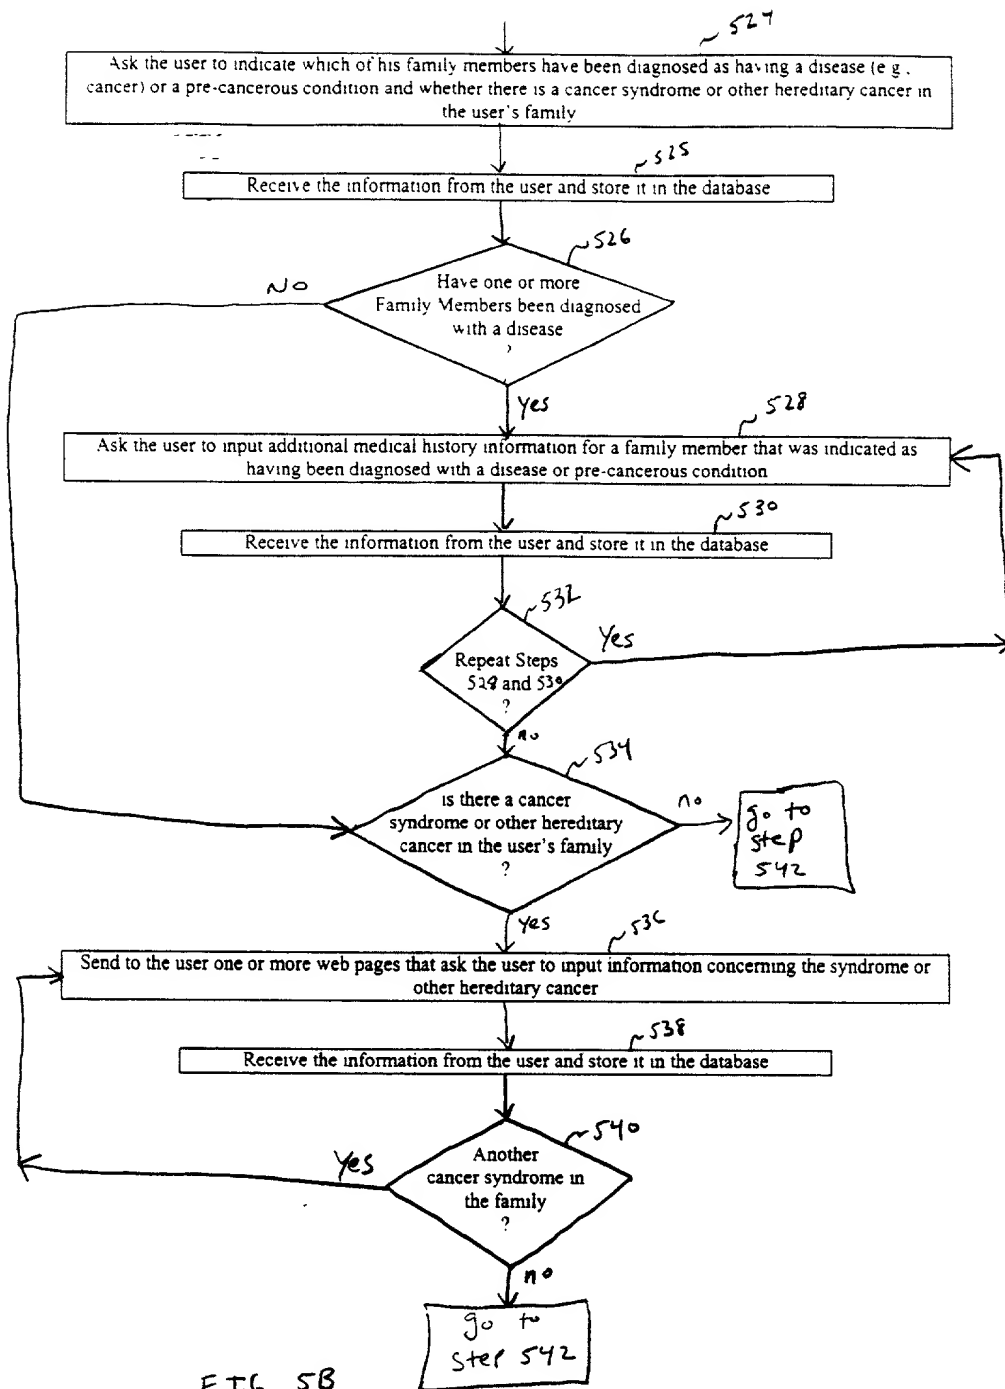 524
Ask the user to indicate which of his family members have been diagnosed as having a disease (e g ,
cancer) or a pre-cancerous condition and whether there is a cancer syndrome or other hereditary cancer in
the user's family
525
Receive the information from the user and store it in the database
526
No
Have one or more
Family Members been diagnosed
with a disease
?
Yes
528
Ask the user to input additional medical history information for a family member that was indicated as
having been diagnosed with a disease or pre-cancerous condition
530
Receive the information from the user and store it in the database
532
Yes
Repeat Steps
528 and 530
?
no
534
is there a cancer
syndrome or other hereditary
cancer in the user's family
?
no
go to
step
542
Yes
536
Send to the user one or more web pages that ask the user to input information concerning the syndrome or
other hereditary cancer
538
Receive the information from the user and store it in the database
540
Yes
Another
cancer syndrome in
the family
?
no
go to
step 542
FIG 5B